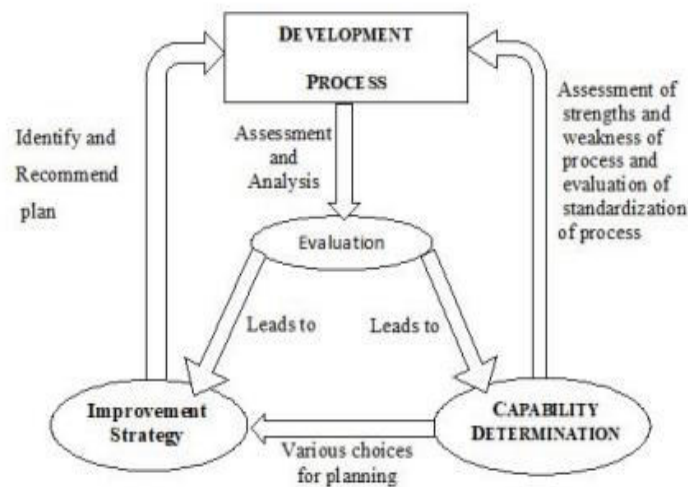 DEVELOPMENT
PROCESS
Identify and
Recommend
plan
Assessment
and
Analysis
Assessment of
strengths and
weakness of
process and
evaluation of
standardization
of process
Evaluation
Leads to
Leads to
Improvement
Strategy
CAPABILITY
DETERMINATION
Various choices
for planning